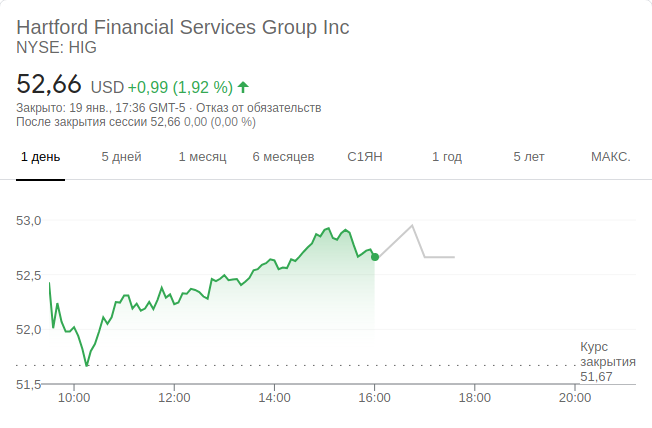 Hartford Financial Services Group Inc
NYSE: HIG
52,66 USD +0,99 (1,92 %)
Закрыто: 19 янв., 17:36 GMT-5 · Отказ от обязательств
После закрытия сессии 52,66 0,00 (0,00 %)
1 день 5 дней 1 месяц 6 месяцев С1ЯН 1 год 5 лет МАКС.
53,0
52,5
52,0
51,5
Курс
закрытия
51,67
10:00 12:00 14:00 16:00 18:00 20:00